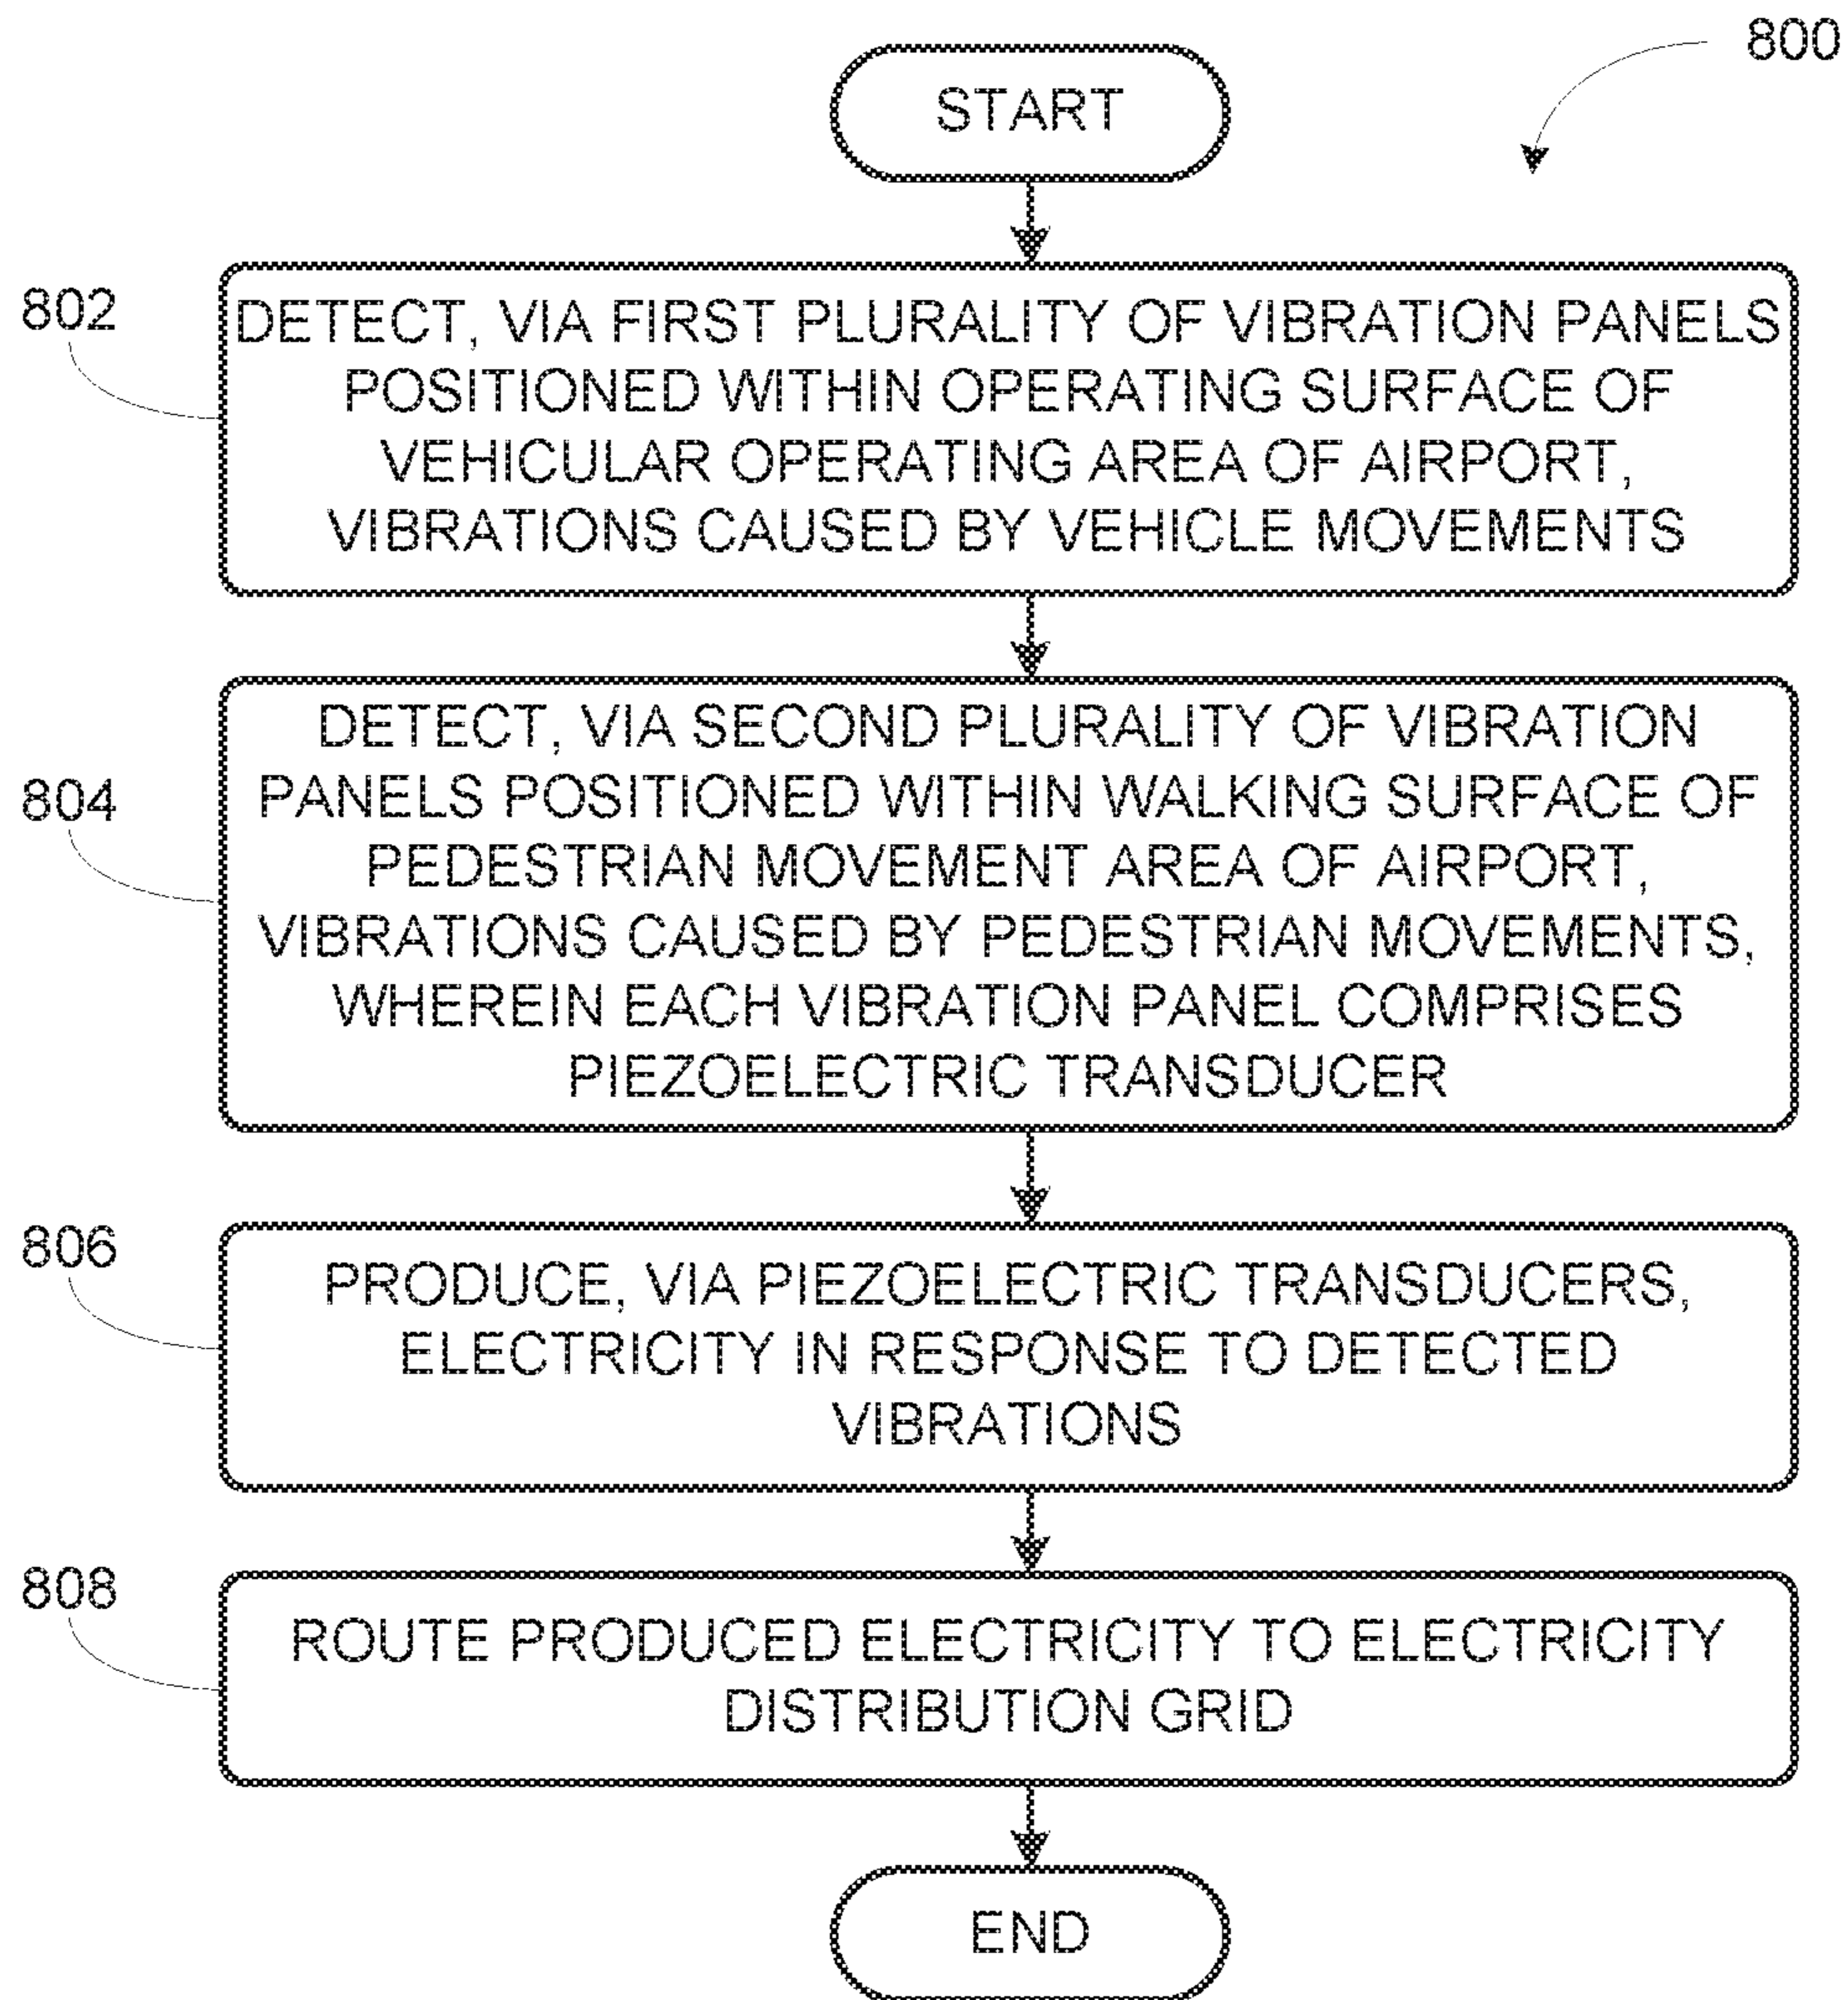 800
START
802
DETECT, VIA FIRST PLURALITY OF VIBRATION PANELS
POSITIONED WITHIN OPERATING SURFACE OF
VEHICULAR OPERATING AREA OF AIRPORT,
VIBRATIONS CAUSED BY VEHICLE MOVEMENTS
804
DETECT, VIA SECOND PLURALITY OF VIBRATION
PANELS POSITIONED WITHIN WALKING SURFACE OF
PEDESTRIAN MOVEMENT AREA OF AIRPORT,
VIBRATIONS CAUSED BY PEDESTRIAN MOVEMENTS,
WHEREIN EACH VIBRATION PANEL COMPRISES
PIEZOELECTRIC TRANSDUCER
806
PRODUCE, VIA PIEZOELECTRIC TRANSDUCERS,
ELECTRICITY IN RESPONSE TO DETECTED
VIBRATIONS
808
ROUTE PRODUCED ELECTRICITY TO ELECTRICITY
DISTRIBUTION GRID
END